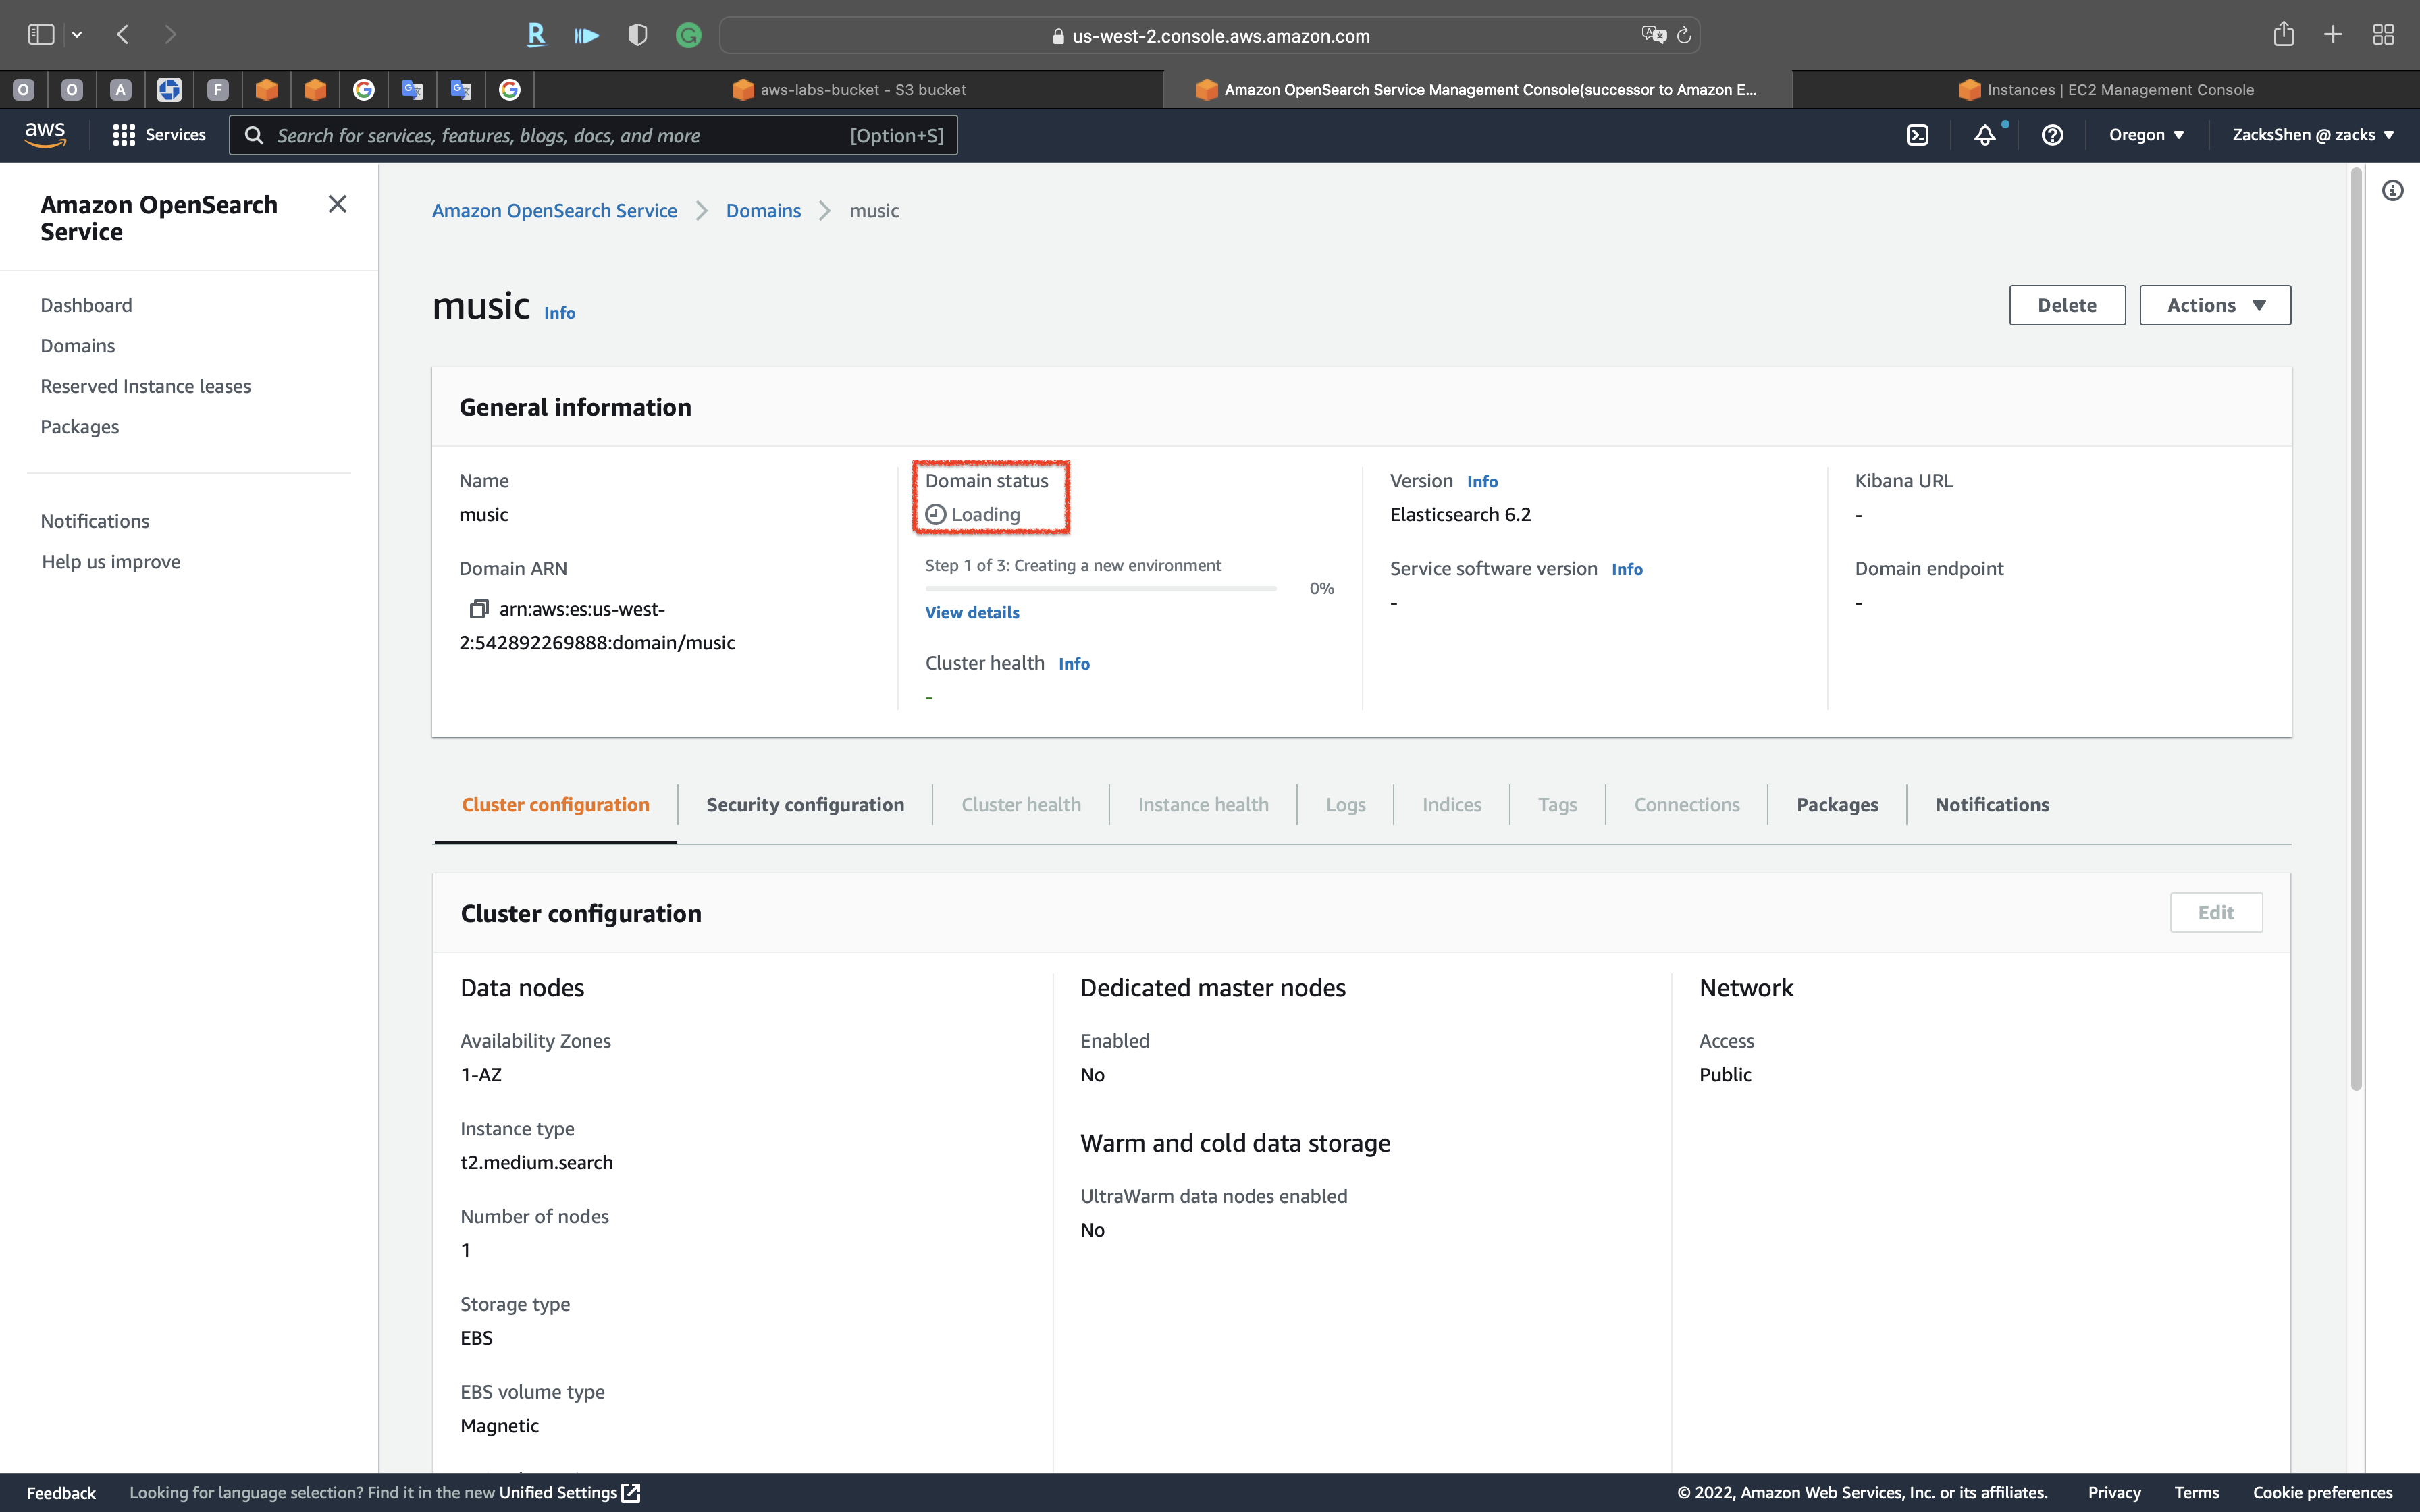 us-west-2.console.aws.amazon.com
O O A F
aws-labs-bucket - S3 bucket
Amazon OpenSearch Service Management Console(successor to Amazon E...
Instances | EC2 Management Console
aws
Services
Search for services, features, blogs, docs, and more [Option+S]
Oregon
ZacksShen @ zacks
Amazon OpenSearch
Service
Dashboard
Domains
Reserved Instance leases
Packages
Notifications
Help us improve
Amazon OpenSearch Service Domains music
music Info
Delete
Actions
General information
Name
music
Domain ARN
arn:aws:es:us-west-
2:542892269888:domain/music
Domain status
Loading
Step 1 of 3: Creating a new environment
0%
View details
Cluster health Info
-
Version Info
Elasticsearch 6.2
Service software version Info
-
Kibana URL
-
Domain endpoint
-
Cluster configuration Security configuration Cluster health Instance health Logs Indices Tags Connections Packages Notifications
Cluster configuration
Edit
Data nodes
Availability Zones
1-AZ
Instance type
t2.medium.search
Number of nodes
1
Storage type
EBS
EBS volume type
Magnetic
Dedicated master nodes
Enabled
No
Warm and cold data storage
UltraWarm data nodes enabled
No
Network
Access
Public
Feedback
Looking for language selection? Find it in the new Unified Settings
© 2022, Amazon Web Services, Inc. or its affiliates.
Privacy
Terms
Cookie preferences